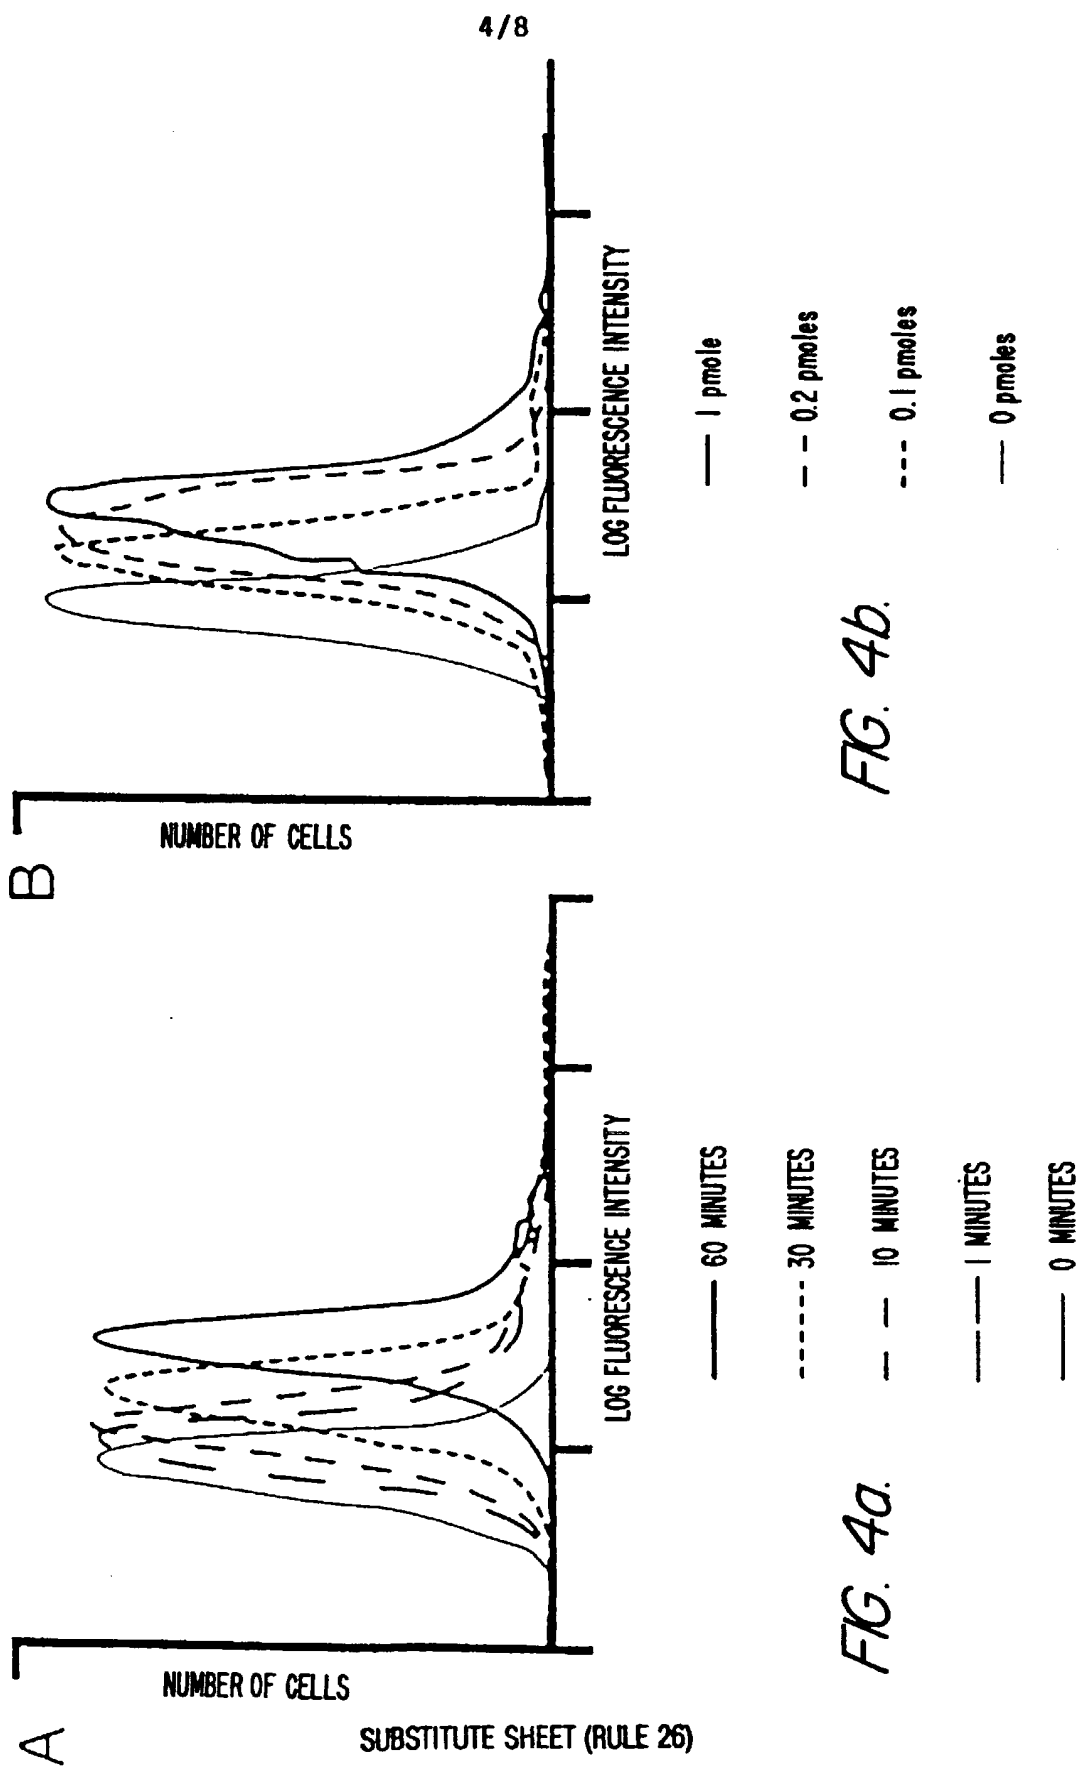 4/8
A
NUMBER OF CELLS
LOG FLUORESCENCE INTENSITY
60 MINUTES
30 MINUTES
10 MINUTES
1 MINUTES
0 MINUTES
FIG. 4a.
B
NUMBER OF CELLS
LOG FLUORESCENCE INTENSITY
1 pmole
0.2 pmoles
0.1 pmoles
0 pmoles
FIG. 4b.
SUBSTITUTE SHEET (RULE 26)